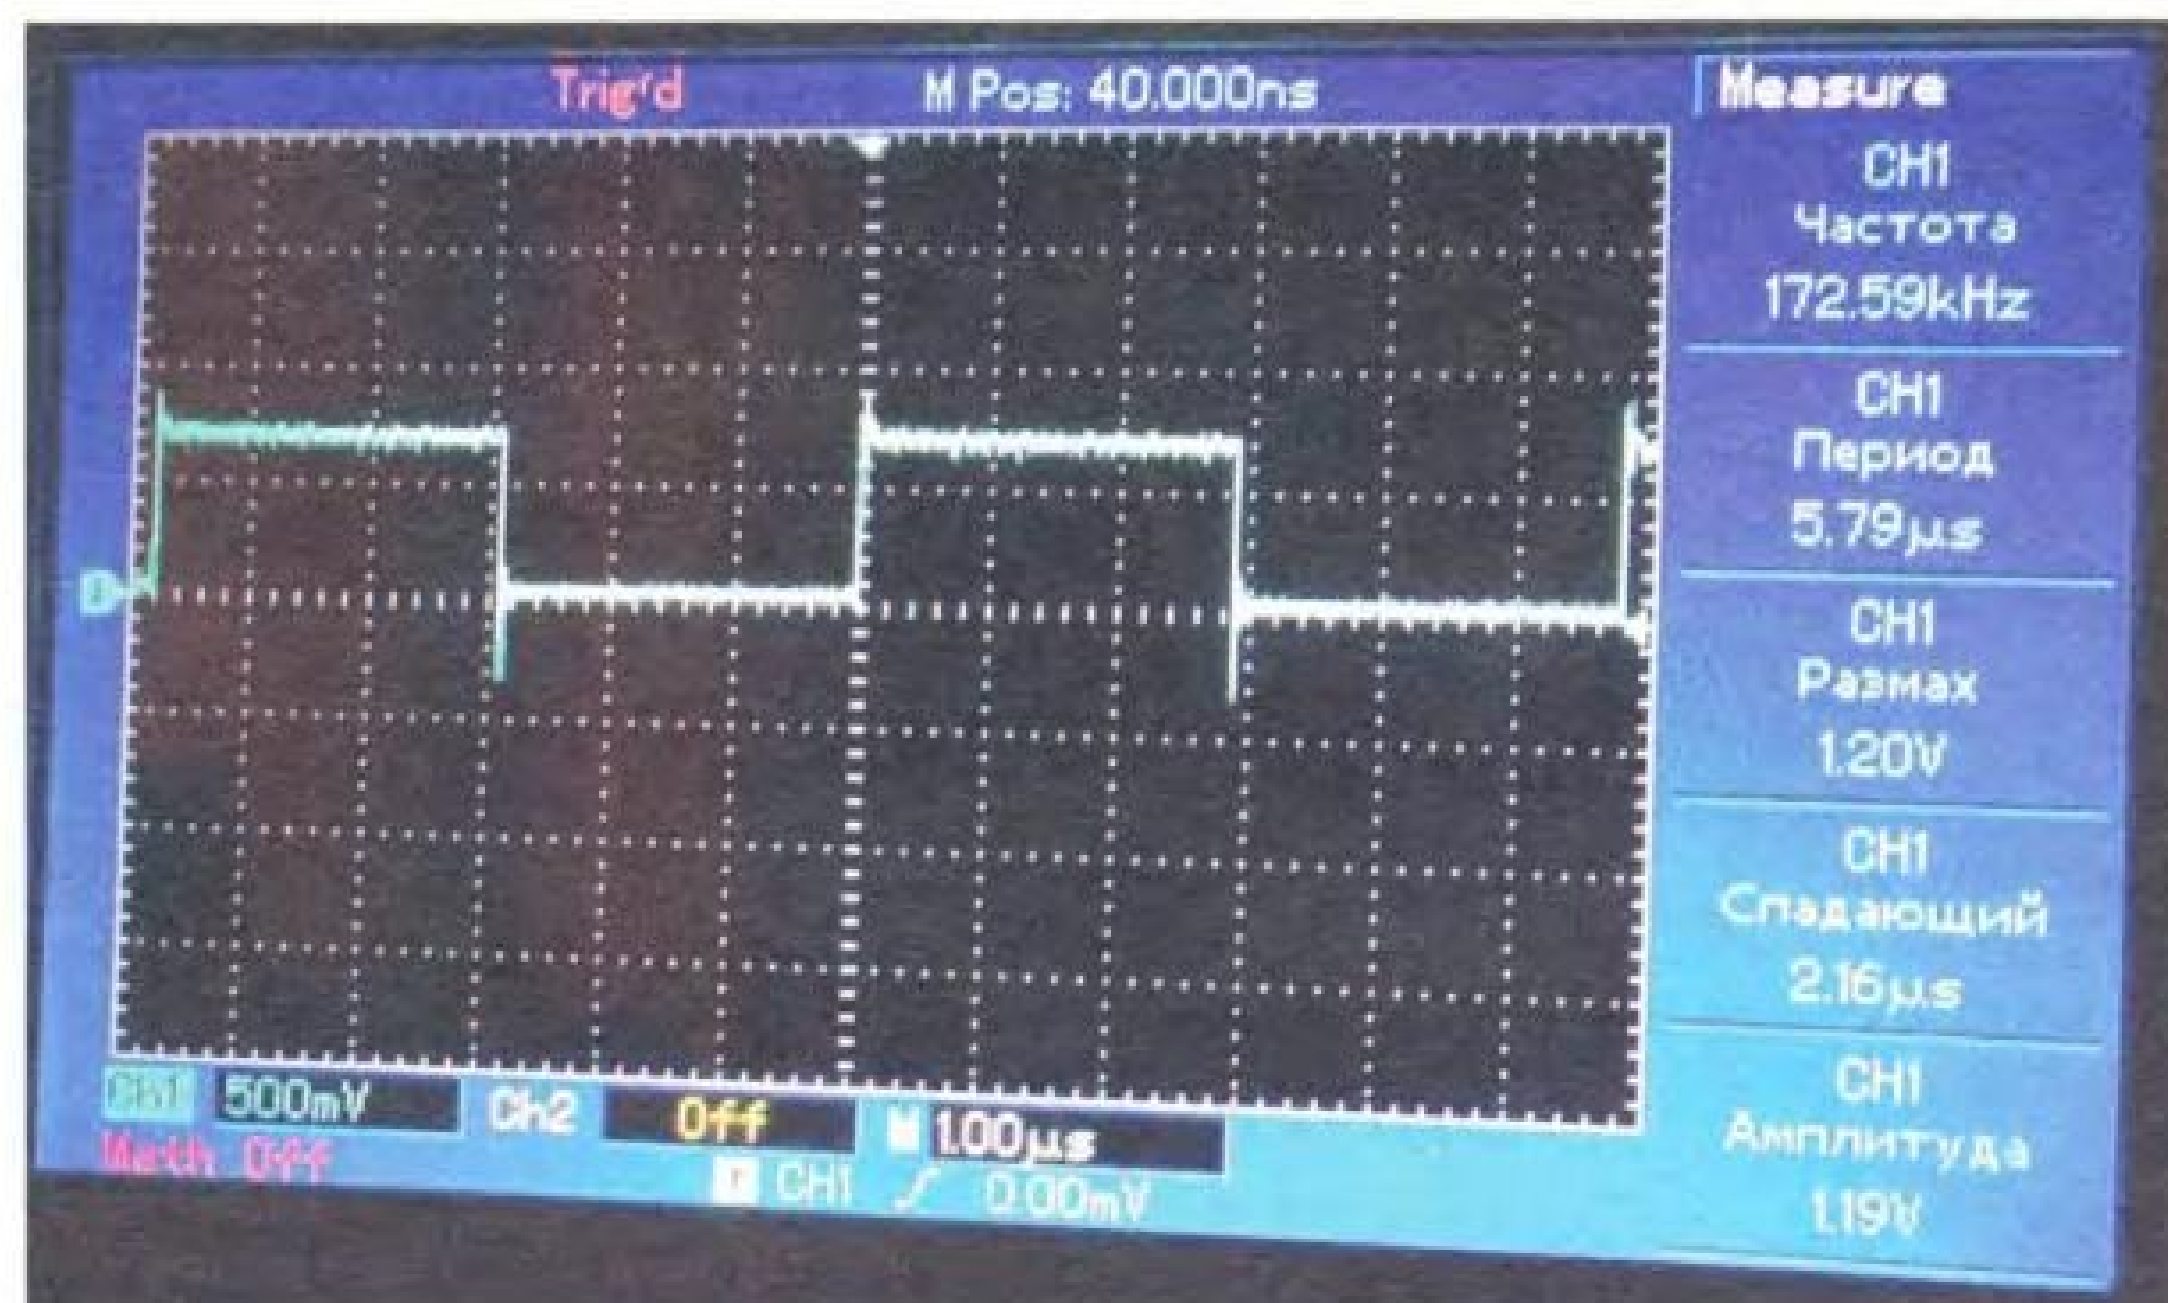 Trig'd M Pos: 40.000ns
Measure
CH1
Частота
172.59kHz
CH1
Период
5.79µs
CH1
Размах
1.20V
CH1
Спадающий
2.16µs
CH1
Амплитуда
1.19V
Ch1 500mV Ch2 Off M 1.00µs
Math Off
T CH1 0.00mV